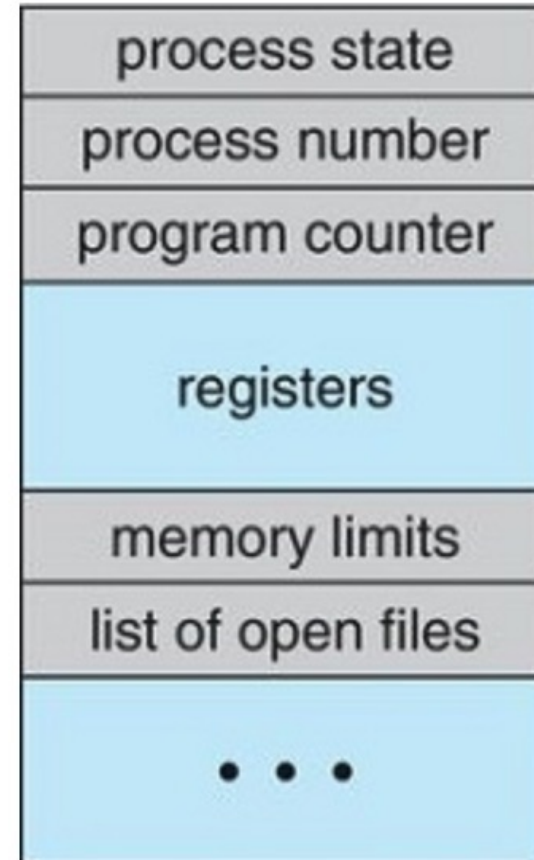 process state
process number
program counter
registers
memory limits
list of open files
• • •